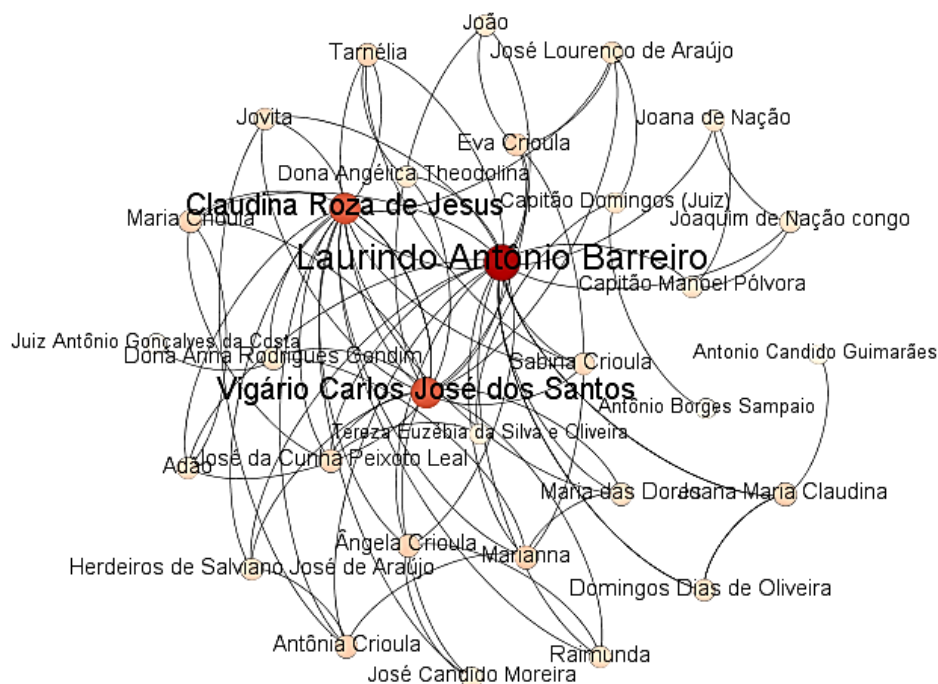 João
Tarnélia
José Lourenço de Araújo
Jovita
Joana de Nação
Eva Crioula
Dona Angélica Theodolina
Claudina Roza de Jesus
Capitão Domingos (Juiz)
Maria Crioula
Joaquim de Nação congo
Laurindo Antônio Barreiro
Capitão Manoel Pólvora
Juiz Antônio Gonçalves da Costa
Dona Anna Rodrigues Gondim
Sabina Crioula
Antonio Candido Guimarães
Vigário Carlos José dos Santos
Antônio Borges Sampaio
Tereza Euzébia da Silva e Oliveira
Adão
José da Cunha Peixoto Leal
Maria das Dores
Joana Maria Claudina
Ângela Crioula
Marianna
Herdeiros de Salviano José de Araújo
Domingos Dias de Oliveira
Antônia Crioula
Raimunda
José Candido Moreira